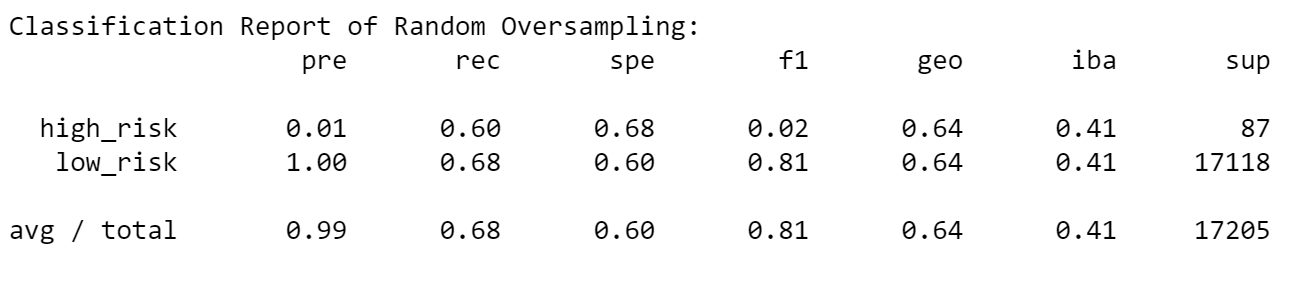 Classification Report of Random Oversampling:
pre rec spe f1 geo iba sup
high_risk 0.01 0.60 0.68 0.02 0.64 0.41 87
low_risk 1.00 0.68 0.60 0.81 0.64 0.41 17118
avg / total 0.99 0.68 0.60 0.81 0.64 0.41 17205